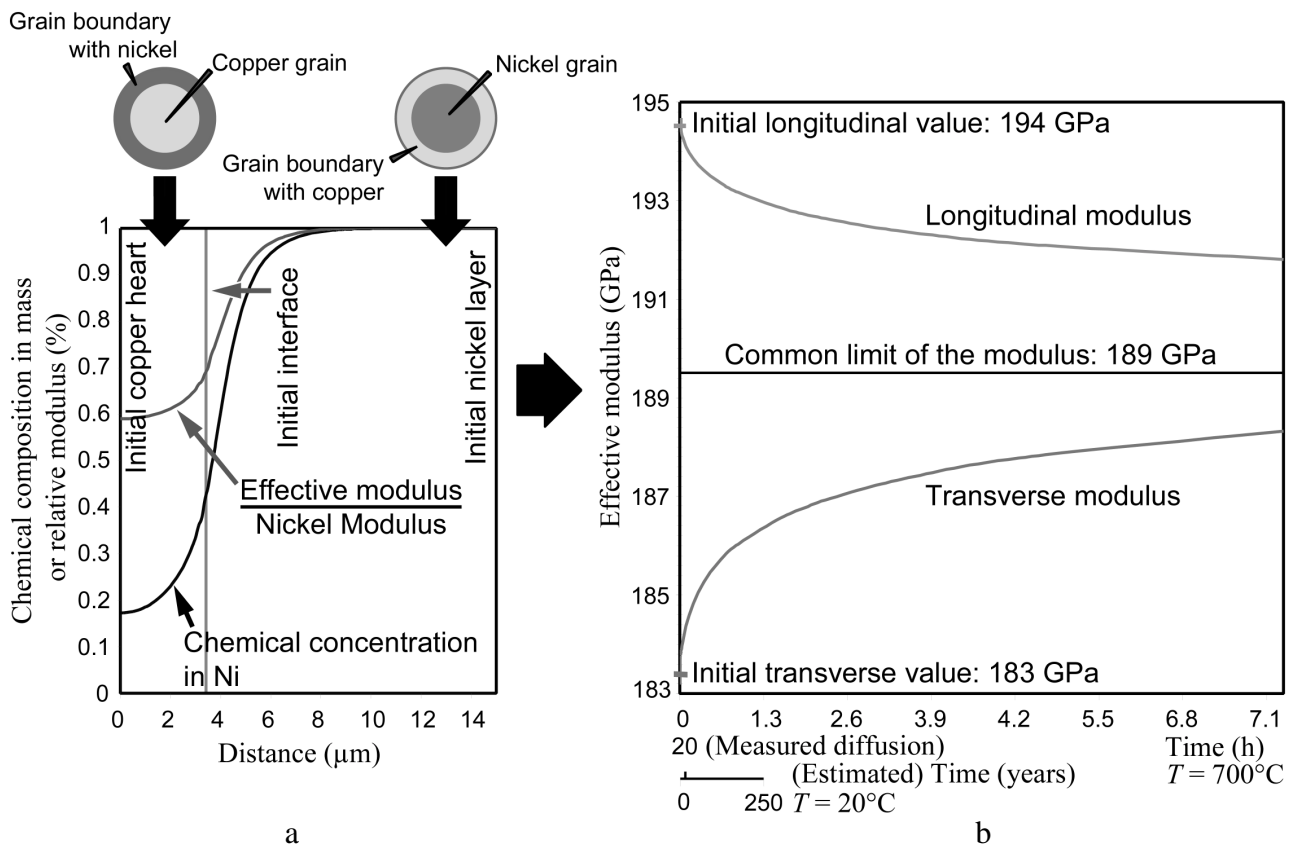 Grain boundary
with nickel
Copper grain
Nickel grain
Grain boundary
with copper
Chemical composition in mass
or relative modulus (%)
1
0.9
0.8
0.7
0.6
0.5
0.4
0.3
0.2
0.1
0
Initial copper heart
Initial interface
Initial nickel layer
Effective modulus
Nickel Modulus
Chemical concentration
in Ni
0 2 4 6 8 10 12 14
Distance (µm)
a
Effective modulus (GPa)
195
193
191
189
187
185
183
Initial longitudinal value: 194 GPa
Longitudinal modulus
Common limit of the modulus: 189 GPa
Transverse modulus
Initial transverse value: 183 GPa
0 1.3 2.6 3.9 4.2 5.5 6.8 7.1
20 (Measured diffusion) Time (h)
T = 700°C
(Estimated) Time (years)
0 250 T = 20°C
b